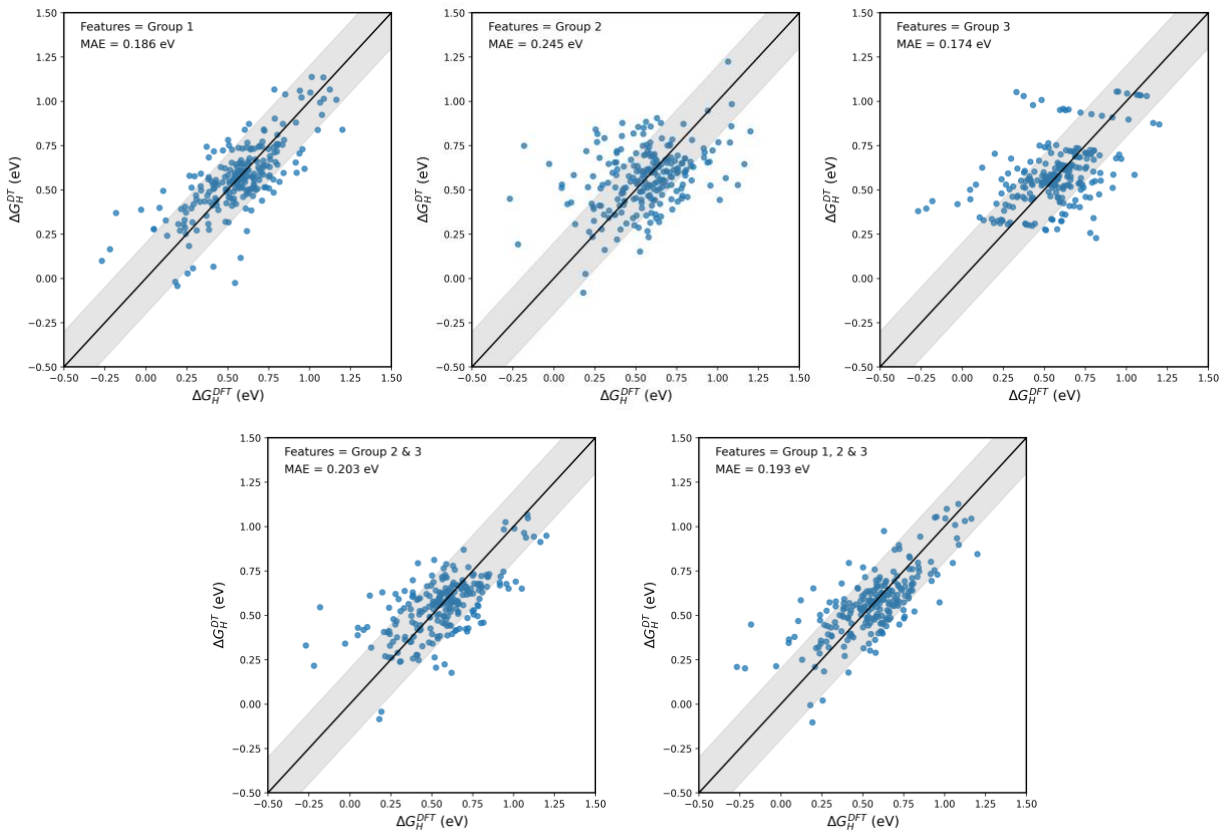 Features = Group 1
MAE = 0.186 eV
1.50
1.25
1.00
0.75
0.50
0.25
0.00
−0.25
−0.50
ΔG_H^{DT} (eV)
−0.50 −0.25 0.00 0.25 0.50 0.75 1.00 1.25 1.50
ΔG_H^{DFT} (eV)
Features = Group 2
MAE = 0.245 eV
1.50
1.25
1.00
0.75
0.50
0.25
0.00
−0.25
−0.50
ΔG_H^{DT} (eV)
−0.50 −0.25 0.00 0.25 0.50 0.75 1.00 1.25 1.50
ΔG_H^{DFT} (eV)
Features = Group 3
MAE = 0.174 eV
1.50
1.25
1.00
0.75
0.50
0.25
0.00
−0.25
−0.50
ΔG_H^{DT} (eV)
−0.50 −0.25 0.00 0.25 0.50 0.75 1.00 1.25 1.50
ΔG_H^{DFT} (eV)
Features = Group 2 & 3
MAE = 0.203 eV
1.50
1.25
1.00
0.75
0.50
0.25
0.00
−0.25
−0.50
ΔG_H^{DT} (eV)
−0.50 −0.25 0.00 0.25 0.50 0.75 1.00 1.25 1.50
ΔG_H^{DFT} (eV)
Features = Group 1, 2 & 3
MAE = 0.193 eV
1.50
1.25
1.00
0.75
0.50
0.25
0.00
−0.25
−0.50
ΔG_H^{DT} (eV)
−0.50 −0.25 0.00 0.25 0.50 0.75 1.00 1.25 1.50
ΔG_H^{DFT} (eV)